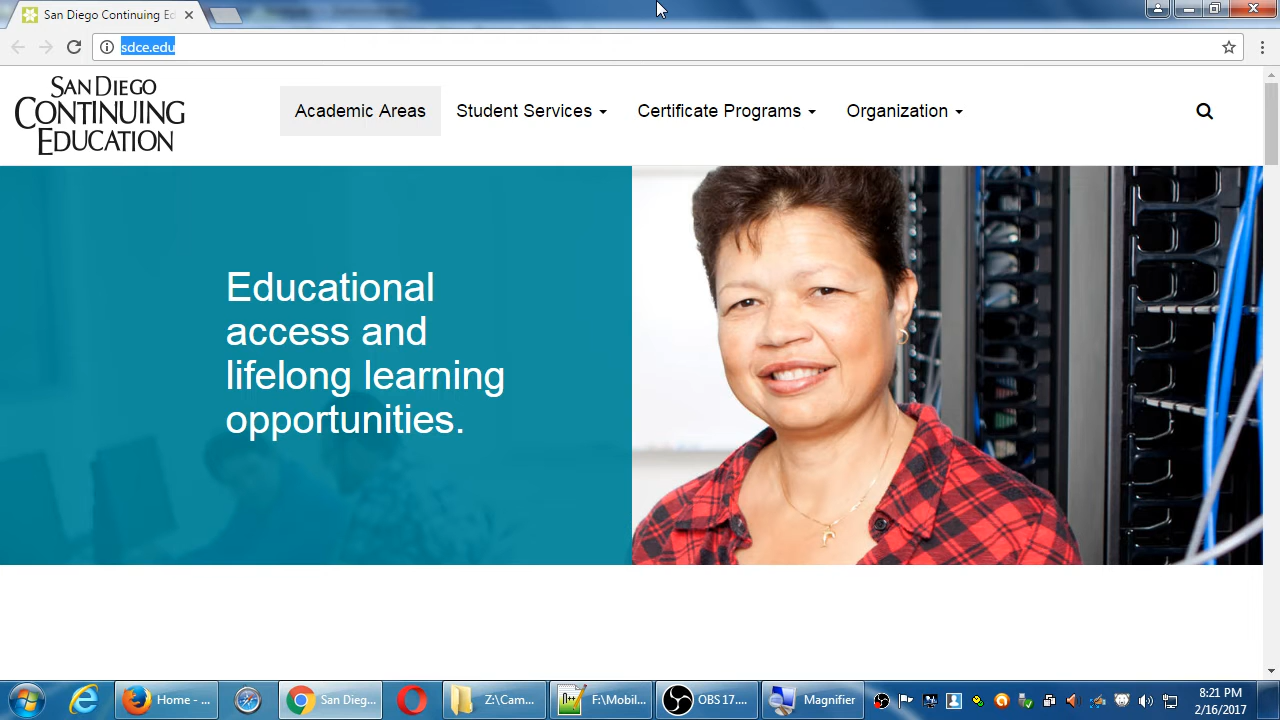 San Diego Continuing Ed
sdce.edu
SAN DIEGO
CONTINUING
EDUCATION
Academic Areas
Student Services
Certificate Programs
Organization
Educational
access and
lifelong learning
opportunities.
Home - ...
San Dieg...
Z:\Cam...
F:\Mobil...
OBS 17....
Magnifier
8:21 PM
2/16/2017